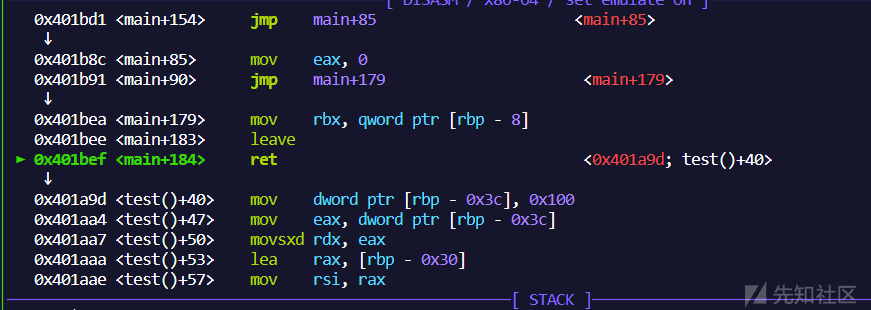 [ DISASM / x86-64 / set emulate on ]
0x401bd1 <main+154> jmp main+85 <main+85>
↓
0x401b8c <main+85> mov eax, 0
0x401b91 <main+90> jmp main+179 <main+179>
↓
0x401bea <main+179> mov rbx, qword ptr [rbp - 8]
0x401bee <main+183> leave
► 0x401bef <main+184> ret <0x401a9d; test()+40>
↓
0x401a9d <test()+40> mov dword ptr [rbp - 0x3c], 0x100
0x401aa4 <test()+47> mov eax, dword ptr [rbp - 0x3c]
0x401aa7 <test()+50> movsxd rdx, eax
0x401aaa <test()+53> lea rax, [rbp - 0x30]
0x401aae <test()+57> mov rsi, rax
[ STACK ]
先知社区